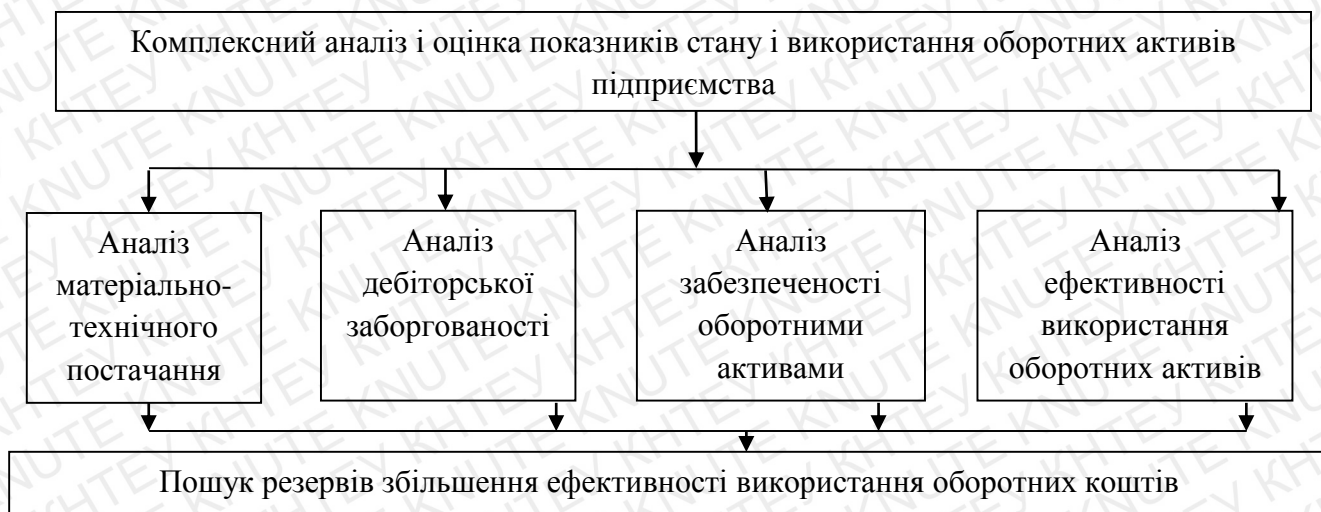 Комплексний аналіз і оцінка показників стану і використання оборотних активів
підприємства
Аналіз
матеріально-
технічного
постачання
Аналіз
дебіторської
заборгованості
Аналіз
забезпеченості
оборотними
активами
Аналіз
ефективності
використання
оборотних активів
Пошук резервів збільшення ефективності використання оборотних коштів